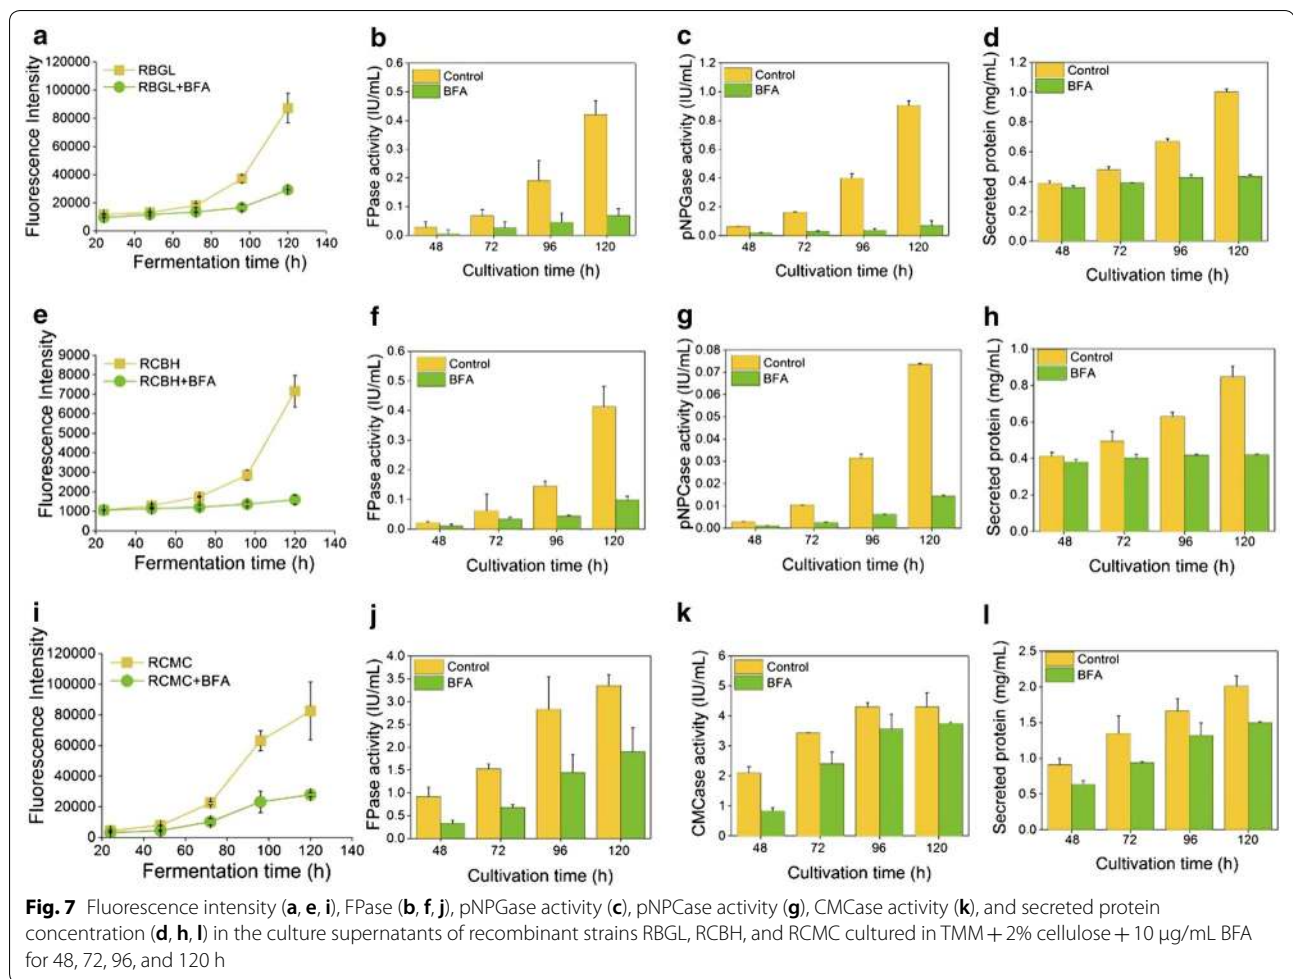 a
120000
100000
80000
60000
40000
20000
0
Fluorescence Intensity
RBGL
RBGL+BFA
20 40 60 80 100 120 140
Fermentation time (h)
b
0.6
0.5
0.4
0.3
0.2
0.1
0.0
FPase activity (IU/mL)
Control
BFA
48 72 96 120
Cultivation time (h)
c
1.2
1.0
0.8
0.6
0.4
0.2
0.0
pNPGase activity (IU/mL)
Control
BFA
48 72 96 120
Cultivation time (h)
d
1.2
1.0
0.8
0.6
0.4
0.2
0.0
Secreted protein (mg/mL)
Control
BFA
48 72 96 120
Cultivation time (h)
e
9000
8000
7000
6000
5000
4000
3000
2000
1000
0
Fluorescence Intensity
RCBH
RCBH+BFA
20 40 60 80 100 120 140
Fermentation time (h)
f
0.6
0.5
0.4
0.3
0.2
0.1
0.0
FPase activity (IU/mL)
Control
BFA
48 72 96 120
Cultivation time (h)
g
0.08
0.07
0.06
0.05
0.04
0.03
0.02
0.01
0.00
pNPCase activity (IU/mL)
Control
BFA
48 72 96 120
Cultivation time (h)
h
1.0
0.8
0.6
0.4
0.2
0.0
Secreted protein (mg/mL)
Control
BFA
48 72 96 120
Cultivation time (h)
i
120000
100000
80000
60000
40000
20000
0
Fluorescence Intensity
RCMC
RCMC+BFA
20 40 60 80 100 120 140
Fermentation time (h)
j
4.0
3.5
3.0
2.5
2.0
1.5
1.0
0.5
0.0
FPase activity (IU/mL)
Control
BFA
48 72 96 120
Cultivation time (h)
k
6
5
4
3
2
1
0
CMCase activity (IU/mL)
Control
BFA
48 72 96 120
Cultivation time (h)
l
2.5
2.0
1.5
1.0
0.5
0.0
Secreted protein (mg/mL)
Control
BFA
48 72 96 120
Cultivation time (h)
Fig. 7 Fluorescence intensity (a, e, i), FPase (b, f, j), pNPGase activity (c), pNPCase activity (g), CMCase activity (k), and secreted protein
concentration (d, h, l) in the culture supernatants of recombinant strains RBGL, RCBH, and RCMC cultured in TMM + 2% cellulose + 10 μg/mL BFA
for 48, 72, 96, and 120 h